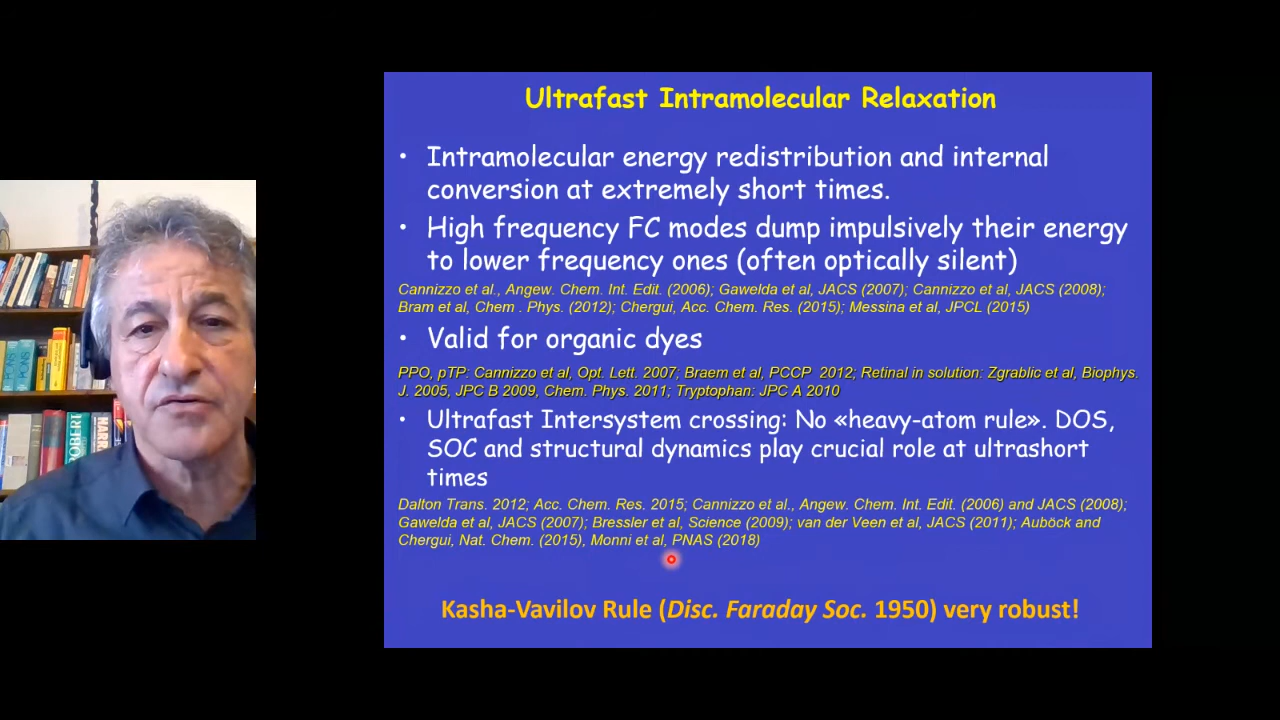 Ultrafast Intramolecular Relaxation
• Intramolecular energy redistribution and internal
conversion at extremely short times.
• High frequency FC modes dump impulsively their energy
to lower frequency ones (often optically silent)
Cannizzo et al., Angew. Chem. Int. Edit. (2006); Gawelda et al, JACS (2007); Cannizzo et al, JACS (2008);
Bram et al, Chem . Phys. (2012); Chergui, Acc. Chem. Res. (2015); Messina et al, JPCL (2015)
• Valid for organic dyes
PPO, pTP: Cannizzo et al, Opt. Lett. 2007; Braem et al, PCCP 2012; Retinal in solution: Zgrablic et al, Biophys.
J. 2005, JPC B 2009, Chem. Phys. 2011; Tryptophan: JPC A 2010
• Ultrafast Intersystem crossing: No «heavy-atom rule». DOS,
SOC and structural dynamics play crucial role at ultrashort
times
Dalton Trans. 2012; Acc. Chem. Res. 2015; Cannizzo et al., Angew. Chem. Int. Edit. (2006) and JACS (2008);
Gawelda et al, JACS (2007); Bressler et al, Science (2009); van der Veen et al, JACS (2011); Auböck and
Chergui, Nat. Chem. (2015), Monni et al, PNAS (2018)
Kasha-Vavilov Rule (Disc. Faraday Soc. 1950) very robust!
PONS
ROBERT